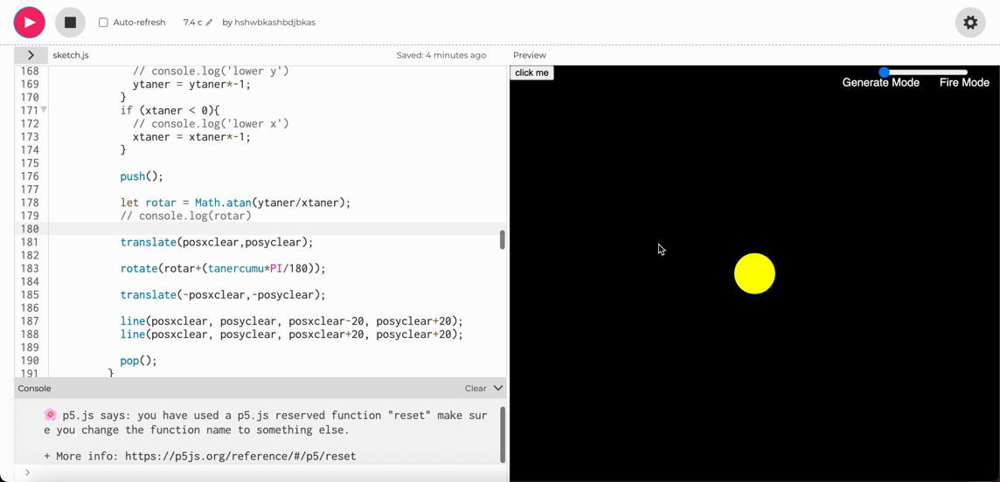 Auto-refresh 7.4 c by hshwbkashbdjbkas
sketch.js Saved: 4 minutes ago Preview
168 // console.log('lower y')
169 ytaner = ytaner*-1;
170 }
171 if (xtaner < 0){
172 // console.log('lower x')
173 xtaner = xtaner*-1;
174 }
175
176 push();
177
178 let rotar = Math.atan(ytaner/xtaner);
179 // console.log(rotar)
180
181 translate(posxclear,posyclear);
182
183 rotate(rotar+(tanercumu*PI/180));
184
185 translate(-posxclear,-posyclear);
186
187 line(posxclear, posyclear, posxclear-20, posyclear+20);
188 line(posxclear, posyclear, posxclear+20, posyclear+20);
189
190 pop();
191 }
Console Clear
🌸 p5.js says: you have used a p5.js reserved function "reset" make sur
e you change the function name to something else.
+ More info: https://p5js.org/reference/#/p5/reset
>
click me
Generate Mode Fire Mode